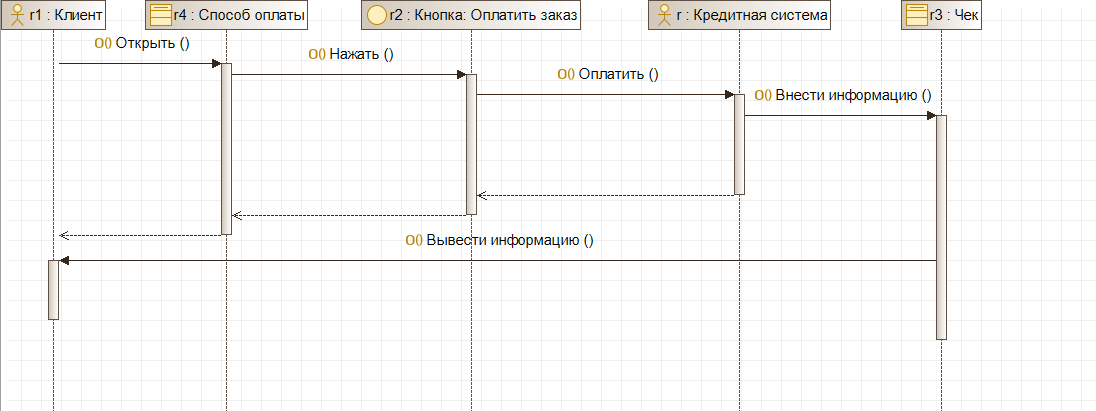 r1 : Клиент
r4 : Способ оплаты
r2 : Кнопка: Оплатить заказ
r : Кредитная система
r3 : Чек
O() Открыть ()
O() Нажать ()
O() Оплатить ()
O() Внести информацию ()
O() Вывести информацию ()